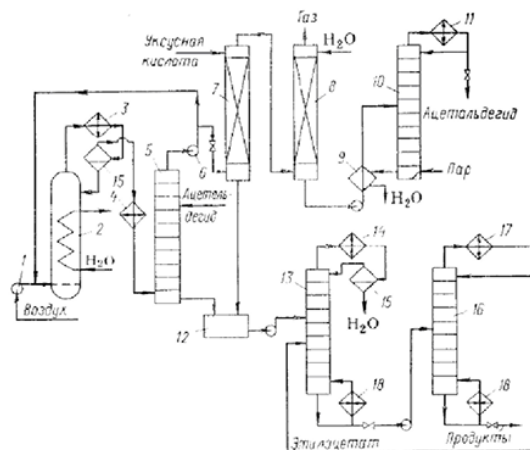 Уксусная
кислота
Газ
H₂O
11
10
7
8
Ацетальдегид
3
5
6
15
4
9
Пар
Ацеталь-
дегид
H₂O
2
H₂O
1
Воздух
14
17
13
15
16
H₂O
12
18
18
Этилацетат
Продукты